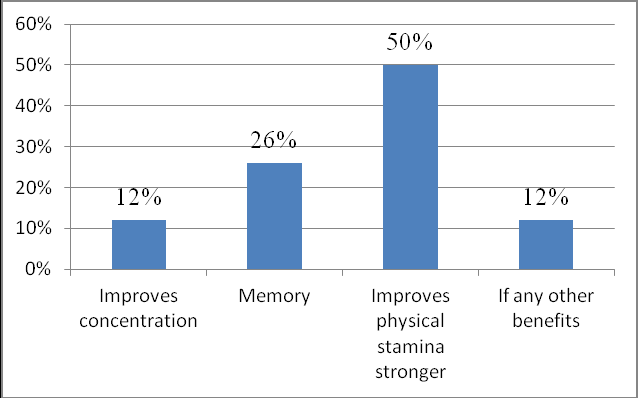 60%
50%
40%
30%
20%
10%
0%
12%
26%
50%
12%
Improves
concentration
Memory
Improves
physical
stamina
stronger
If any other
benefits